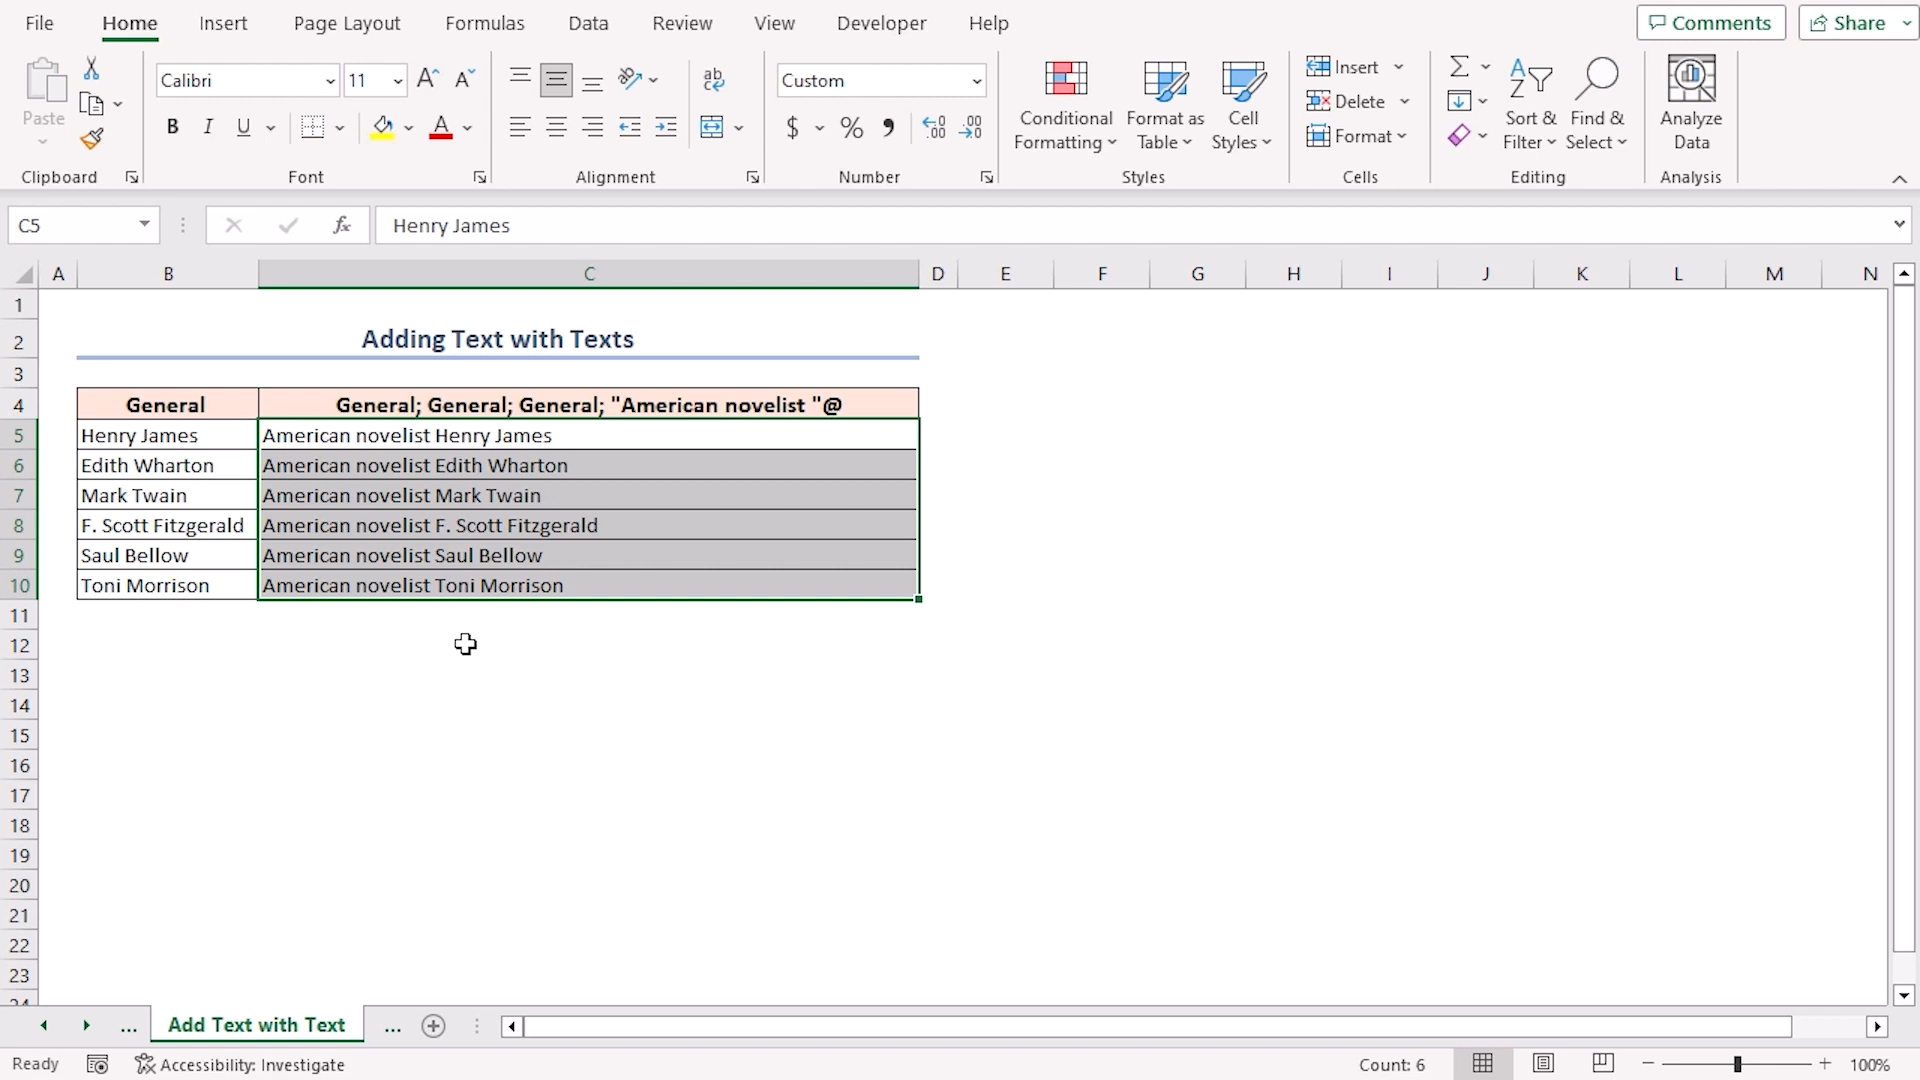 File Home Insert Page Layout Formulas Data Review View Developer Help Comments Share
Paste Calibri 11 A A ab c Custom Insert Σ A Z
B I U A $ % 9 .00 .00 Conditional Formatting Format as Table Cell Styles Delete Format Sort & Filter Find & Select Analyze Data
Clipboard Font Alignment Number Styles Cells Editing Analysis
C5 fx Henry James
A B C D E F G H I J K L M N
1
2 Adding Text with Texts
3
4 General General; General; General; "American novelist "@
5 Henry James American novelist Henry James
6 Edith Wharton American novelist Edith Wharton
7 Mark Twain American novelist Mark Twain
8 F. Scott Fitzgerald American novelist F. Scott Fitzgerald
9 Saul Bellow American novelist Saul Bellow
10 Toni Morrison American novelist Toni Morrison
11
12
13
14
15
16
17
18
19
20
21
22
23
24
... Add Text with Text ...
Ready Accessibility: Investigate Count: 6 100%